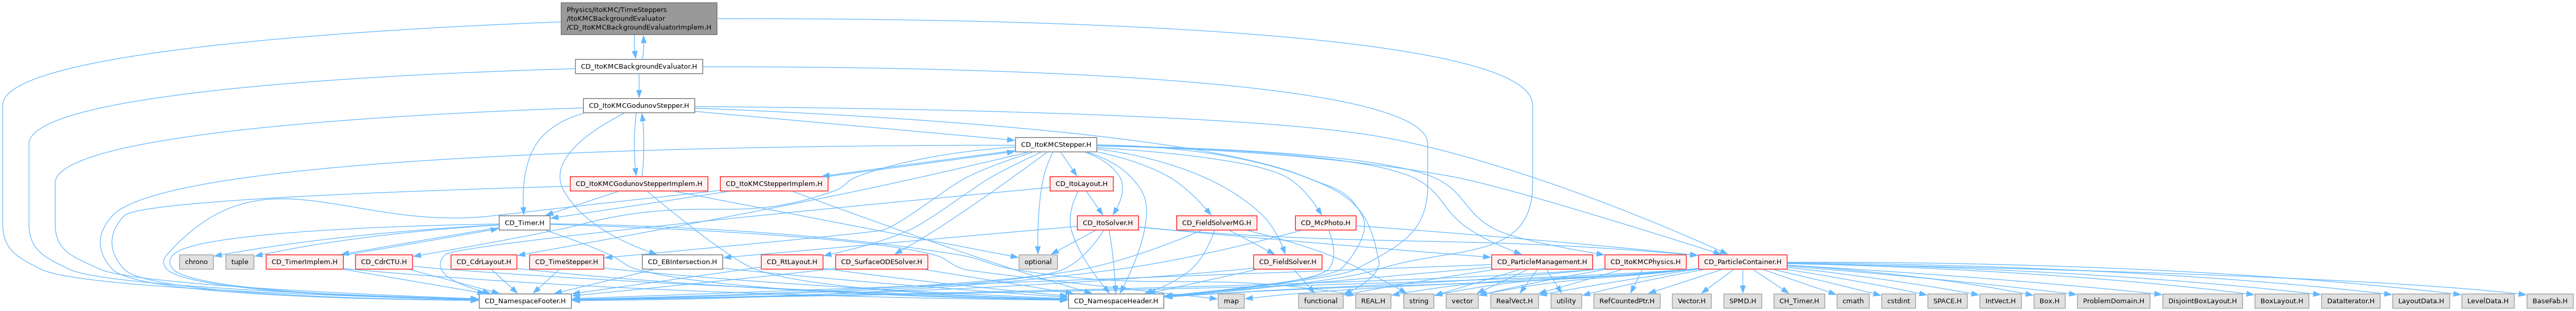 Physics/ItoKMC/TimeSteppers
/ItoKMCBackgroundEvaluator
/CD_ItoKMCBackgroundEvaluatorImplem.H
CD_ItoKMCBackgroundEvaluator.H
CD_ItoKMCGodunovStepper.H
CD_ItoKMCStepper.H
CD_ItoKMCGodunovStepperImplem.H
CD_ItoKMCStepperImplem.H
CD_ItoLayout.H
CD_Timer.H
CD_ItoSolver.H
CD_FieldSolverMG.H
CD_McPhoto.H
chrono
tuple
CD_TimerImplem.H
CD_CdrCTU.H
CD_CdrLayout.H
CD_TimeStepper.H
CD_EBIntersection.H
CD_RtLayout.H
CD_SurfaceODESolver.H
optional
CD_FieldSolver.H
CD_ParticleManagement.H
CD_ItoKMCPhysics.H
CD_ParticleContainer.H
CD_NamespaceFooter.H
CD_NamespaceHeader.H
map
functional
REAL.H
string
vector
RealVect.H
utility
RefCountedPtr.H
Vector.H
SPMD.H
CH_Timer.H
cmath
cstdint
SPACE.H
IntVect.H
Box.H
ProblemDomain.H
DisjointBoxLayout.H
BoxLayout.H
DataIterator.H
LayoutData.H
LevelData.H
BaseFab.H